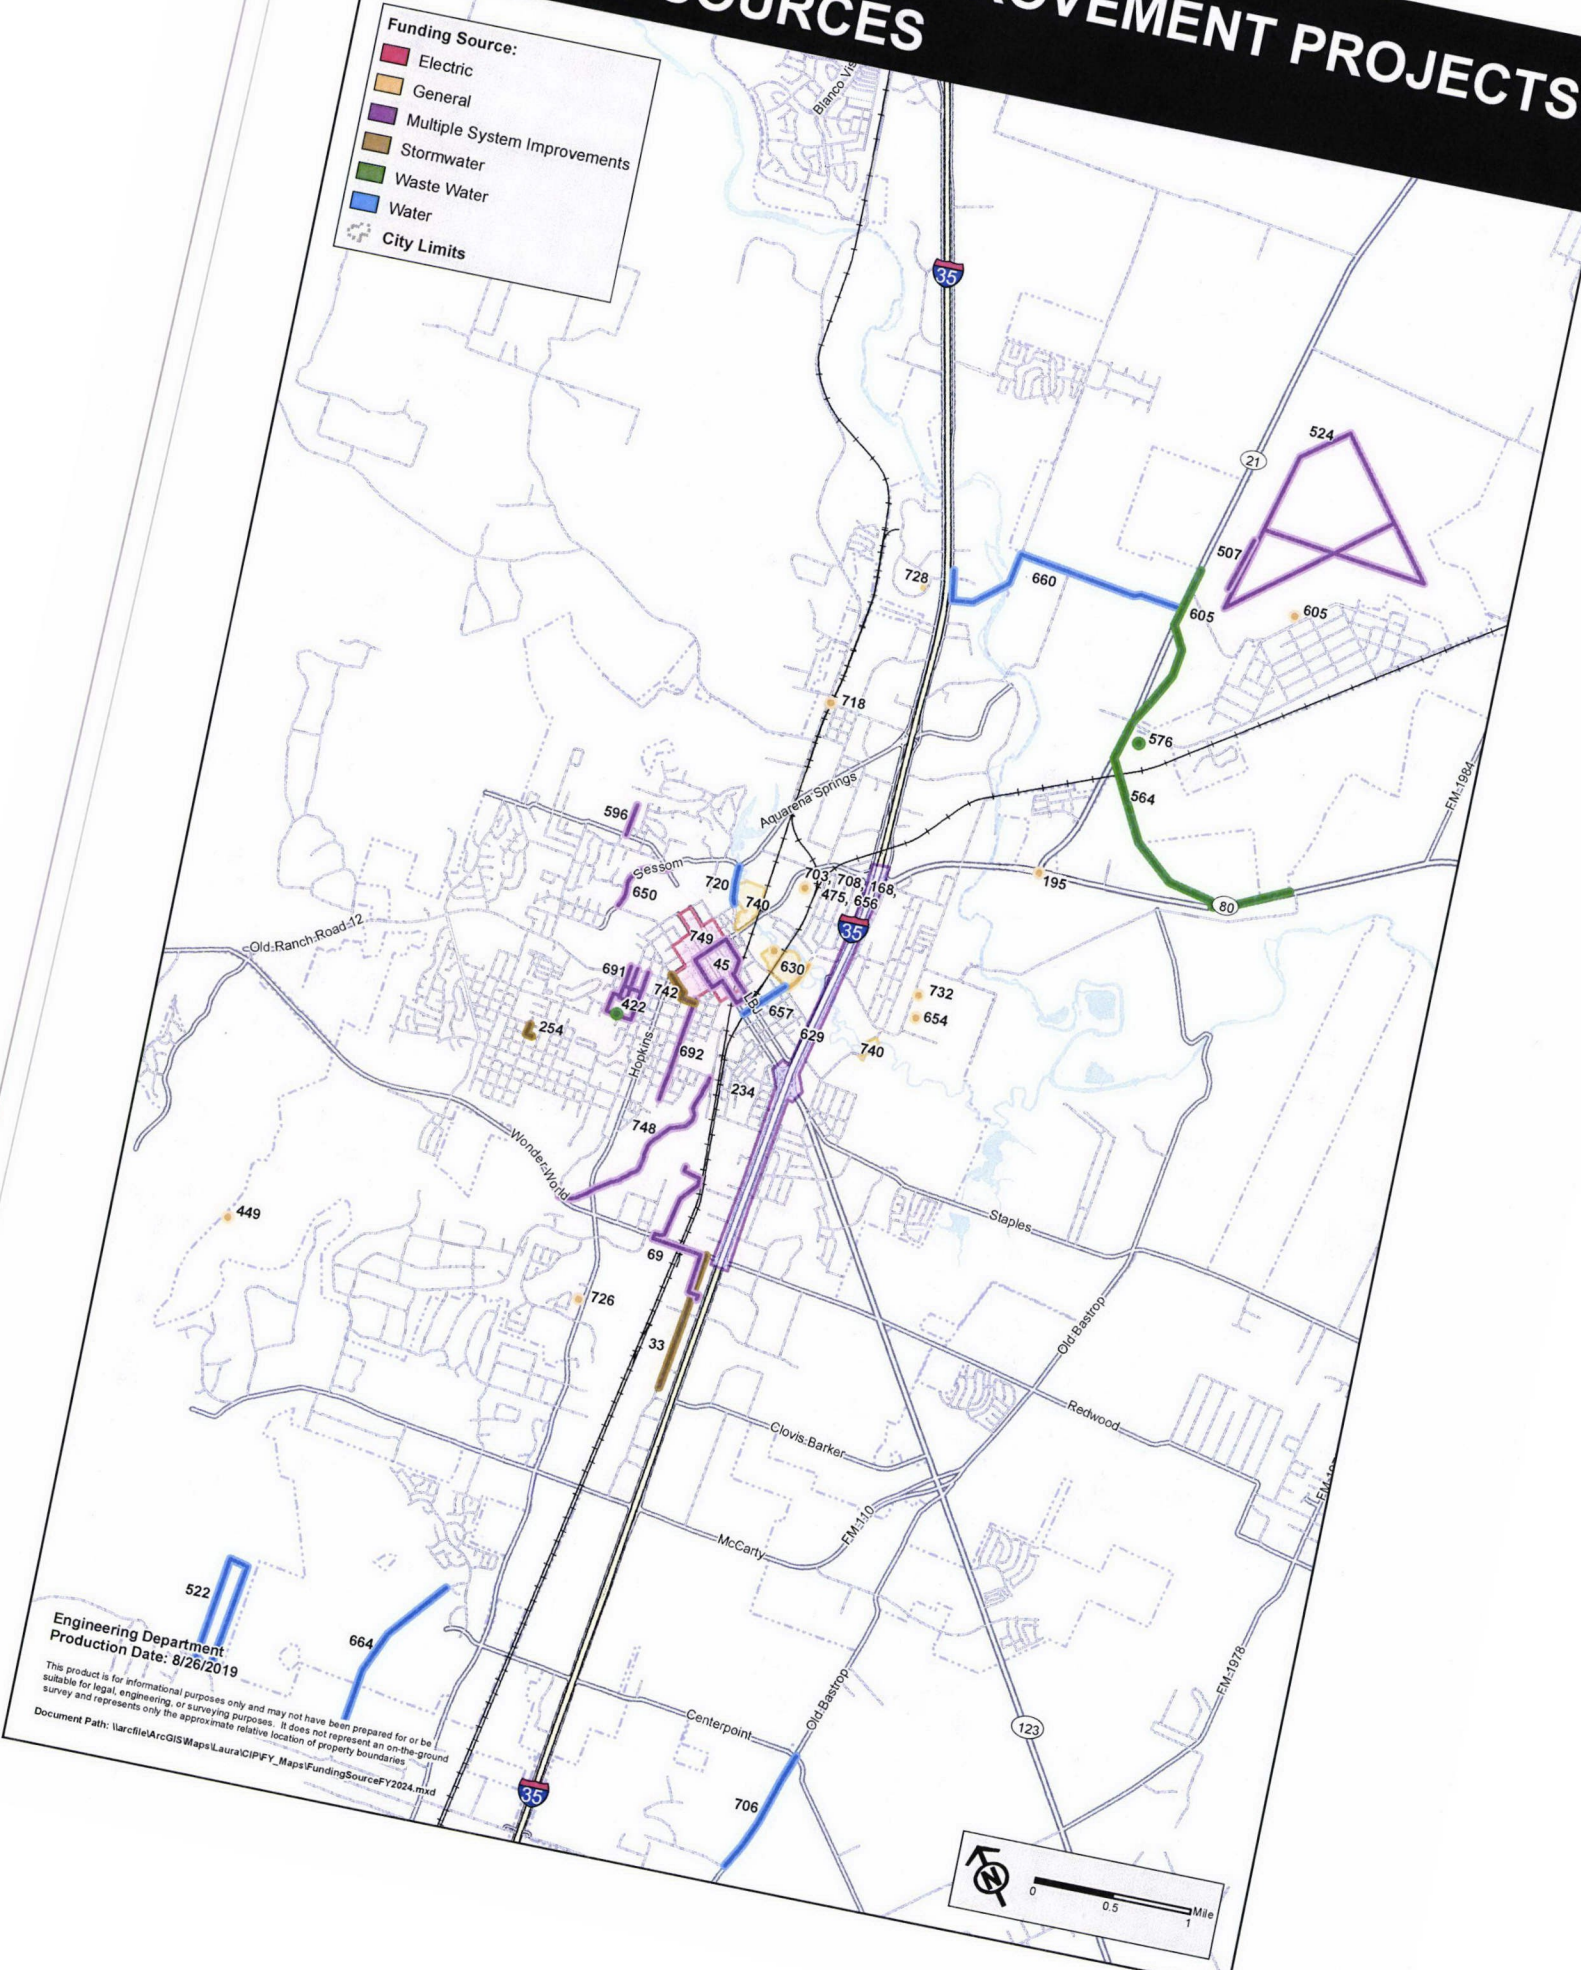 OVEMENT PROJECTS
OURCES
Funding Source:
Electric
General
Multiple System Improvements
Stormwater
Waste Water
Water
City Limits
35
21
524
507
728
660
605
605
718
576
564
Aquarena Springs
FM-1984
596
Sessom
720
650
703, 708, 168,
475, 656
195
740
80
35
Old Ranch Road-12
749
45
630
691
742
422
LBJ
657
732
654
254
629
740
Hopkins
692
234
748
Wonder-World
449
Staples
69
726
33
Old-Bastrop
Redwood
Clovis-Barker
FM-110
McCarty
522
664
Engineering Department
Production Date: 8/26/2019
This product is for informational purposes only and may not have been prepared for or be
suitable for legal, engineering, or surveying purposes. It does not represent an on-the-ground
survey and represents only the approximate relative location of property boundaries
Document Path: \\arcfile\ArcGIS\Maps\Laura\CIP\FY_Maps\FundingSourceFY2024.mxd
Old-Bastrop
FM-1978
Centerpoint
123
35
706
N
0
0.5
1
Mile